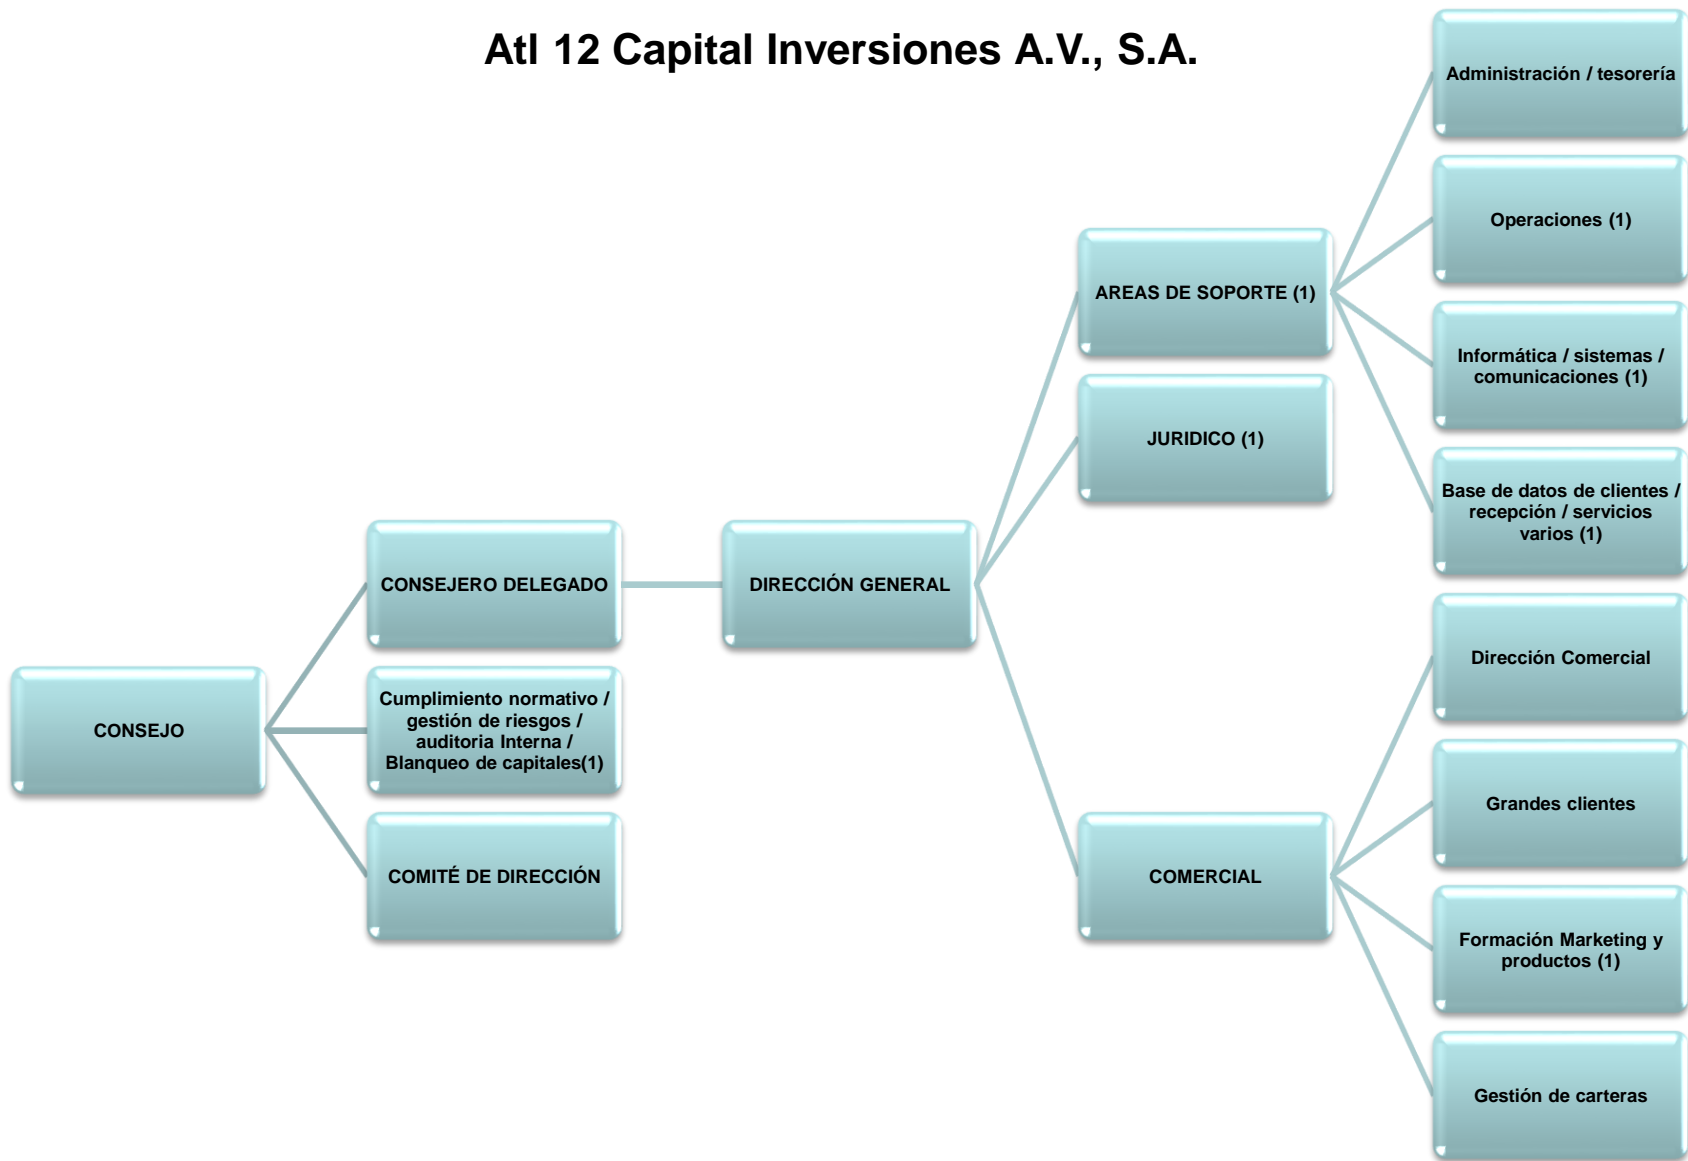 Atl 12 Capital Inversiones A.V., S.A.
CONSEJO
CONSEJERO DELEGADO
Cumplimiento normativo /
gestión de riesgos /
auditoria Interna /
Blanqueo de capitales(1)
COMITÉ DE DIRECCIÓN
DIRECCIÓN GENERAL
AREAS DE SOPORTE (1)
JURIDICO (1)
COMERCIAL
Administración / tesorería
Operaciones (1)
Informática / sistemas /
comunicaciones (1)
Base de datos de clientes /
recepción / servicios
varios (1)
Dirección Comercial
Grandes clientes
Formación Marketing y
productos (1)
Gestión de carteras